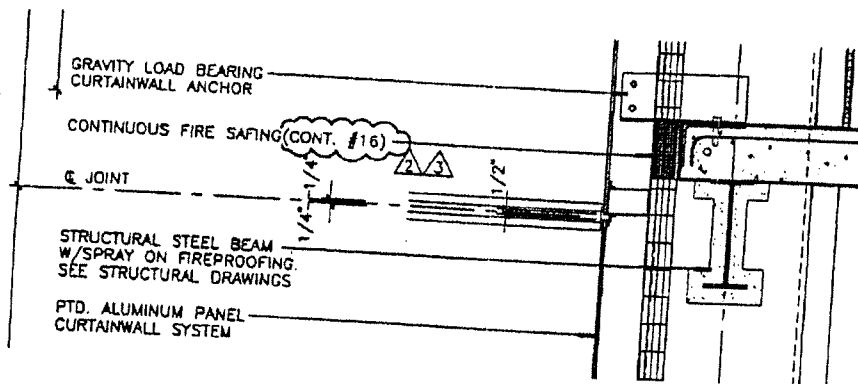 GRAVITY LOAD BEARING
CURTAINWALL ANCHOR
CONTINUOUS FIRE SAFING (CONT. #16)
2 3
℄ JOINT
1/4" 1/4"
1/2"
STRUCTURAL STEEL BEAM
W/SPRAY ON FIREPROOFING.
SEE STRUCTURAL DRAWINGS
PTD. ALUMINUM PANEL
CURTAINWALL SYSTEM